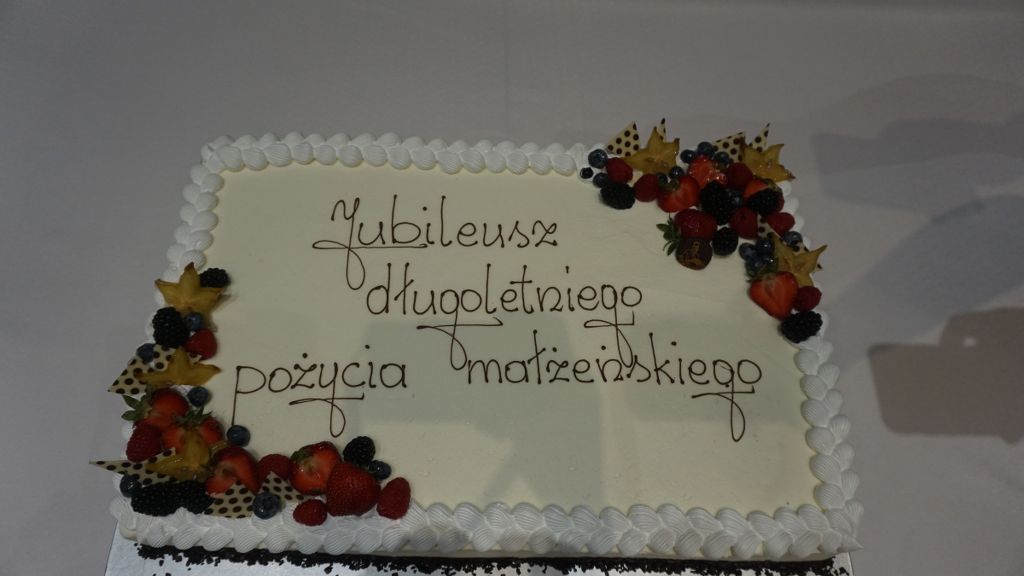 Jubileusz
długoletniego
pożycia małżeńskiego